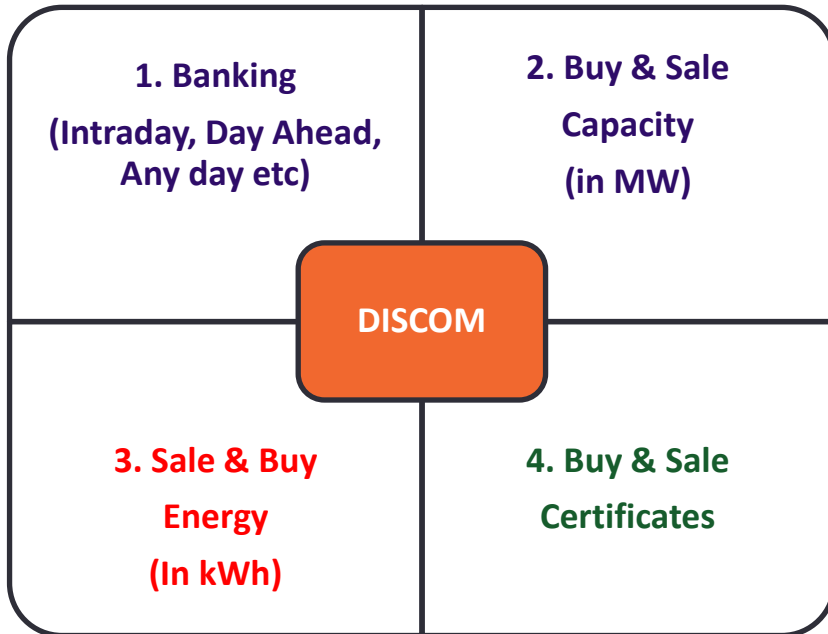 1. Banking
(Intraday, Day Ahead,
Any day etc)
2. Buy & Sale
Capacity
(in MW)
DISCOM
3. Sale & Buy
Energy
(In kWh)
4. Buy & Sale
Certificates